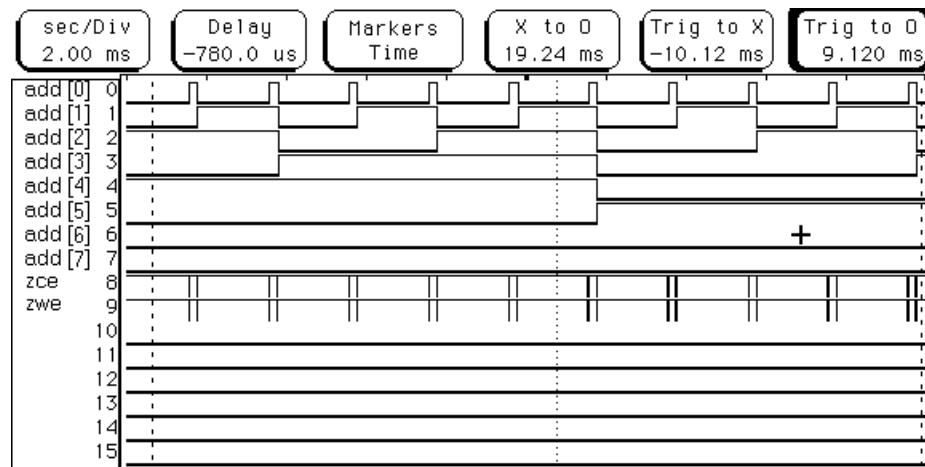 sec/Div Delay Markers X to O Trig to X Trig to O
2.00 ms -780.0 us Time 19.24 ms -10.12 ms 9.120 ms
add [0] 0
add [1] 1
add [2] 2
add [3] 3
add [4] 4
add [5] 5
add [6] 6
add [7] 7
zce 8
zwe 9
10
11
12
13
14
15